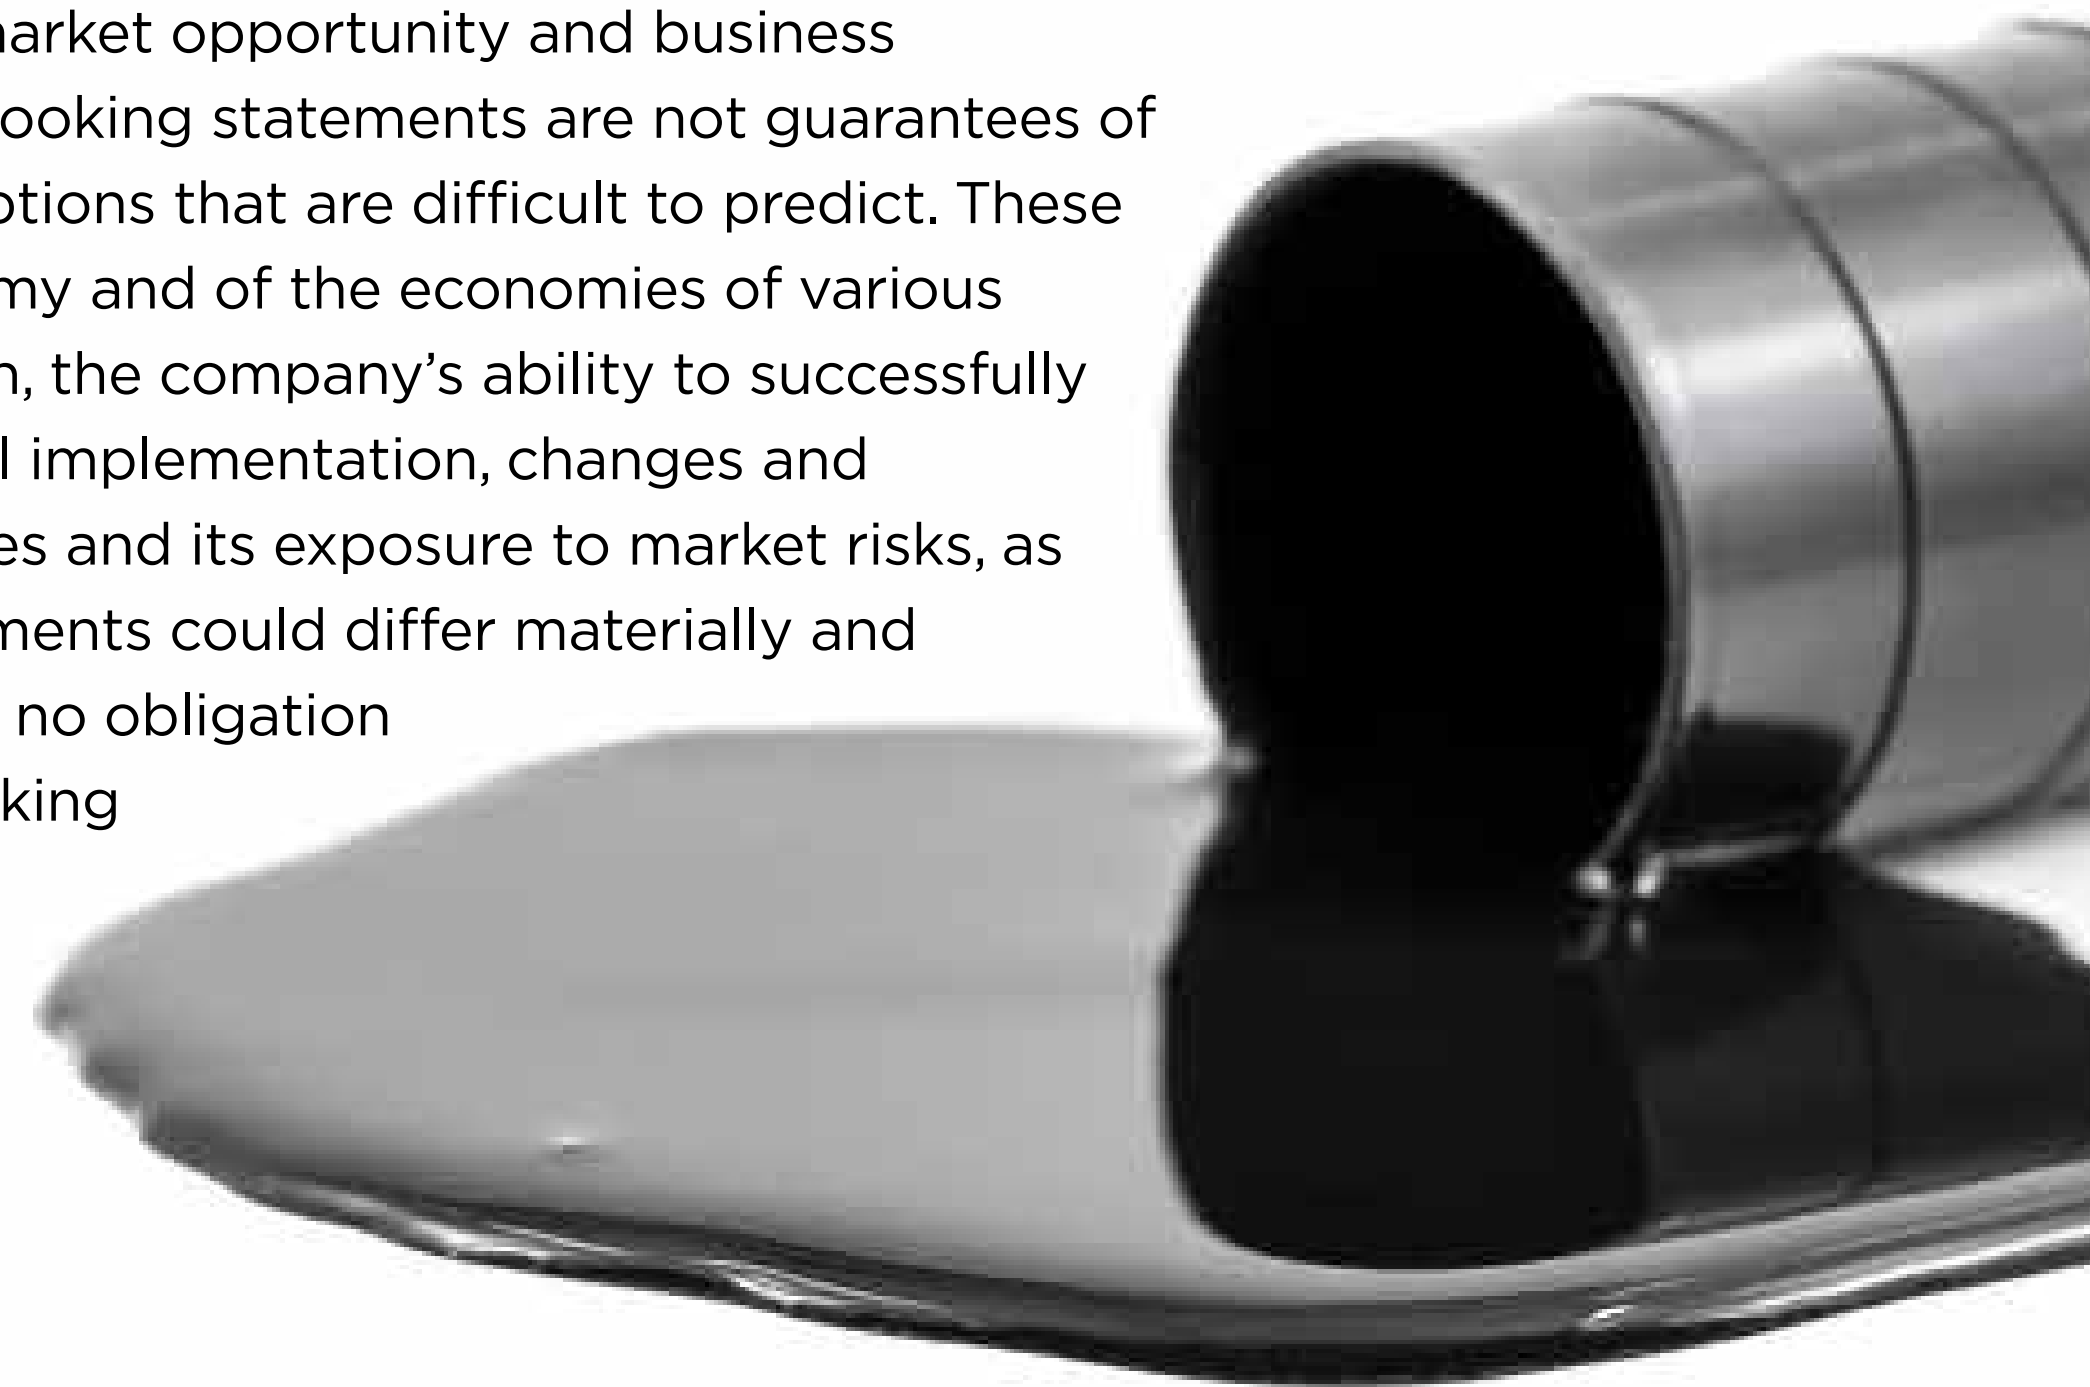 arket opportunity and business
ooking statements are not guarantees of
ptions that are difficult to predict. These
my and of the economies of various
n, the company’s ability to successfully
l implementation, changes and
es and its exposure to market risks, as
ments could differ materially and
no obligation
king